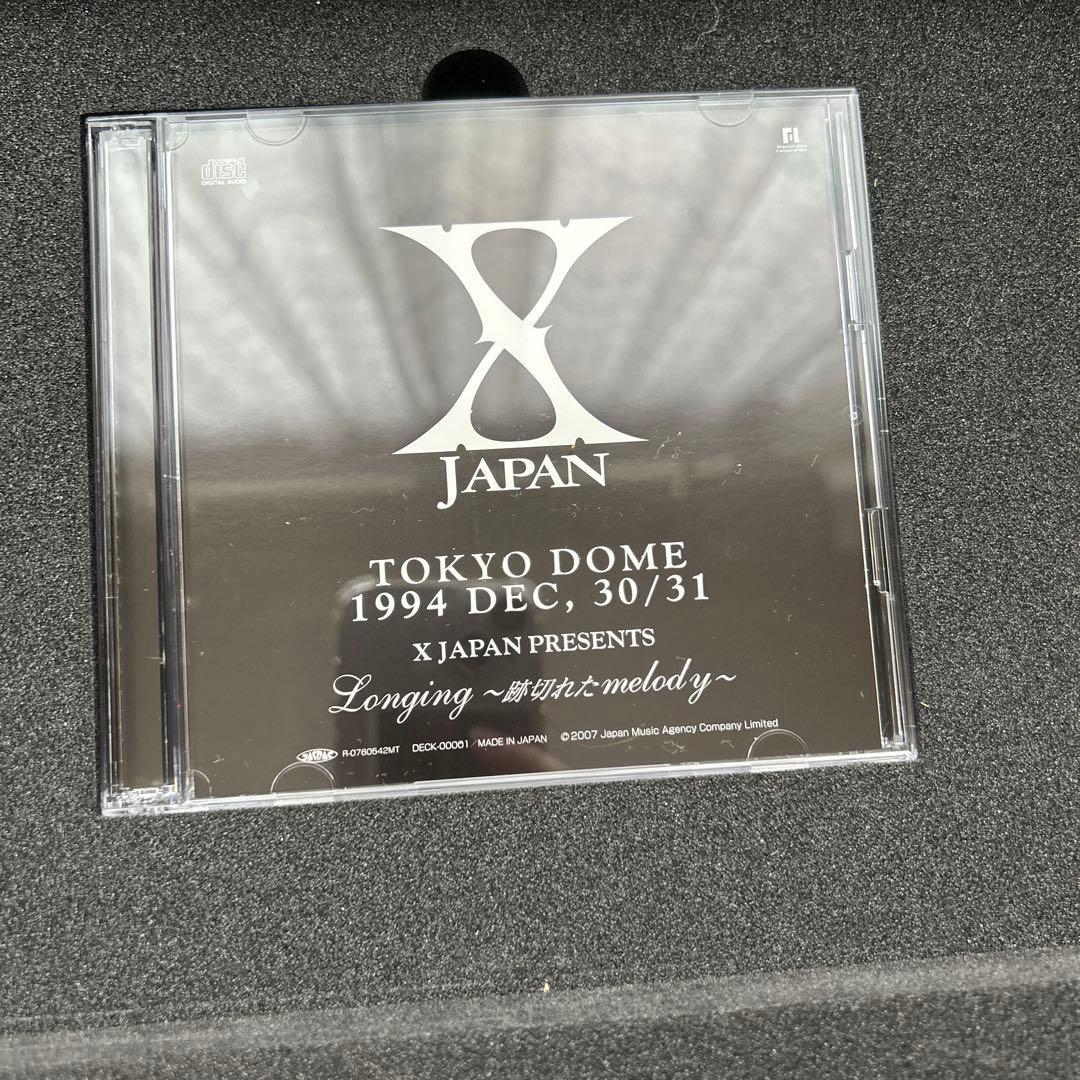 COMPACT
disc
DIGITAL AUDIO
X
JAPAN
TOKYO DOME
1994 DEC, 30/31
X JAPAN PRESENTS
Longing ～跡切れたmelody～
R-0760542MT DECK-00061／MADE IN JAPAN ©2007 Japan Music Agency Company Limited